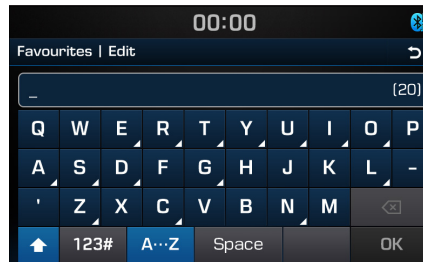 00:00
Favourites | Edit
_ (20)
Q W E R T Y U I O P
A S D F G H J K L -
' Z X C V B N M
123# A···Z Space OK